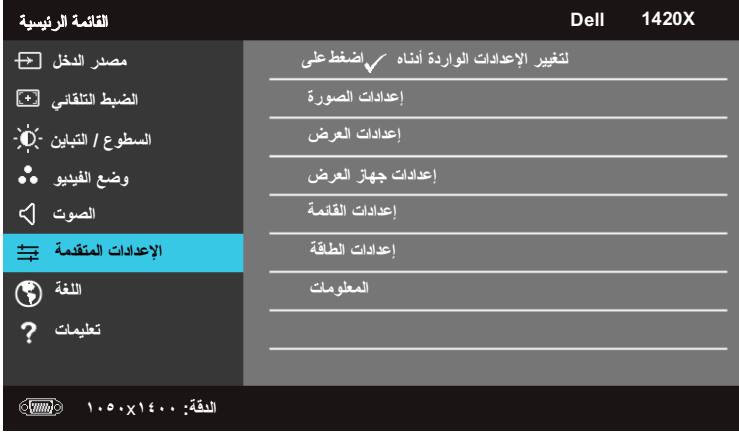 القائمة الرئيسية
Dell 1420X
مصدر الدخل
الضبط التلقائي
السطوع / التباين
وضع الفيديو
الصوت
الإعدادات المتقدمة
اللغة
تعليمات
اضغط على ✓ لتغيير الإعدادات الواردة أدناه
إعدادات الصورة
إعدادات العرض
إعدادات جهاز العرض
إعدادات القائمة
إعدادات الطاقة
المعلومات
الدقة: ١٤٠٠x١٠٥٠